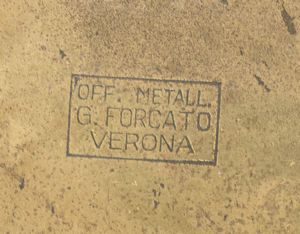 OFF. METALL.
G. FORCATO
VERONA